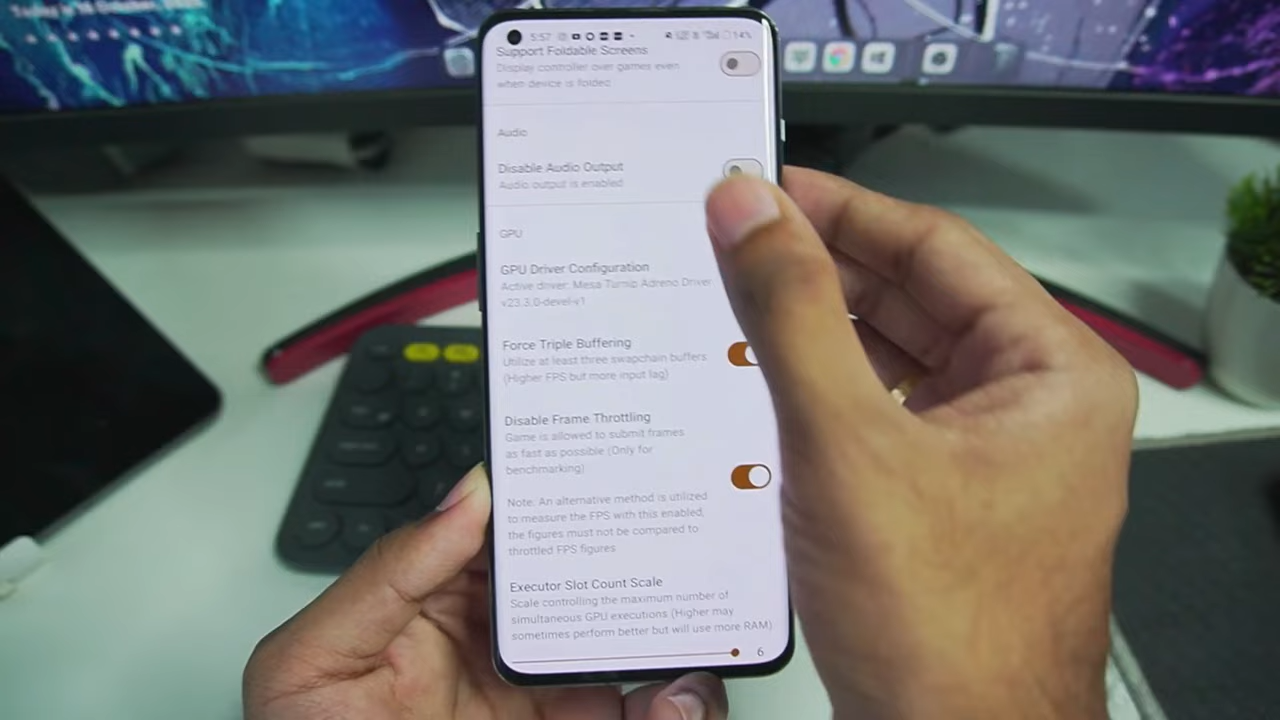 5:57
14%
Support Foldable Screens
Display controller over games even
when device is folded
Audio
Disable Audio Output
Audio output is enabled
GPU
GPU Driver Configuration
Active driver: Mesa Turnip Adreno Driver
v23.3.0-devel-v1
Force Triple Buffering
Utilize at least three swapchain buffers
(Higher FPS but more input lag)
Disable Frame Throttling
Game is allowed to submit frames
as fast as possible (Only for
benchmarking)
Note: An alternative method is utilized
to measure the FPS with this enabled,
the figures must not be compared to
throttled FPS figures
Executor Slot Count Scale
Scale controlling the maximum number of
simultaneous GPU executions (Higher may
sometimes perform better but will use more RAM)
6